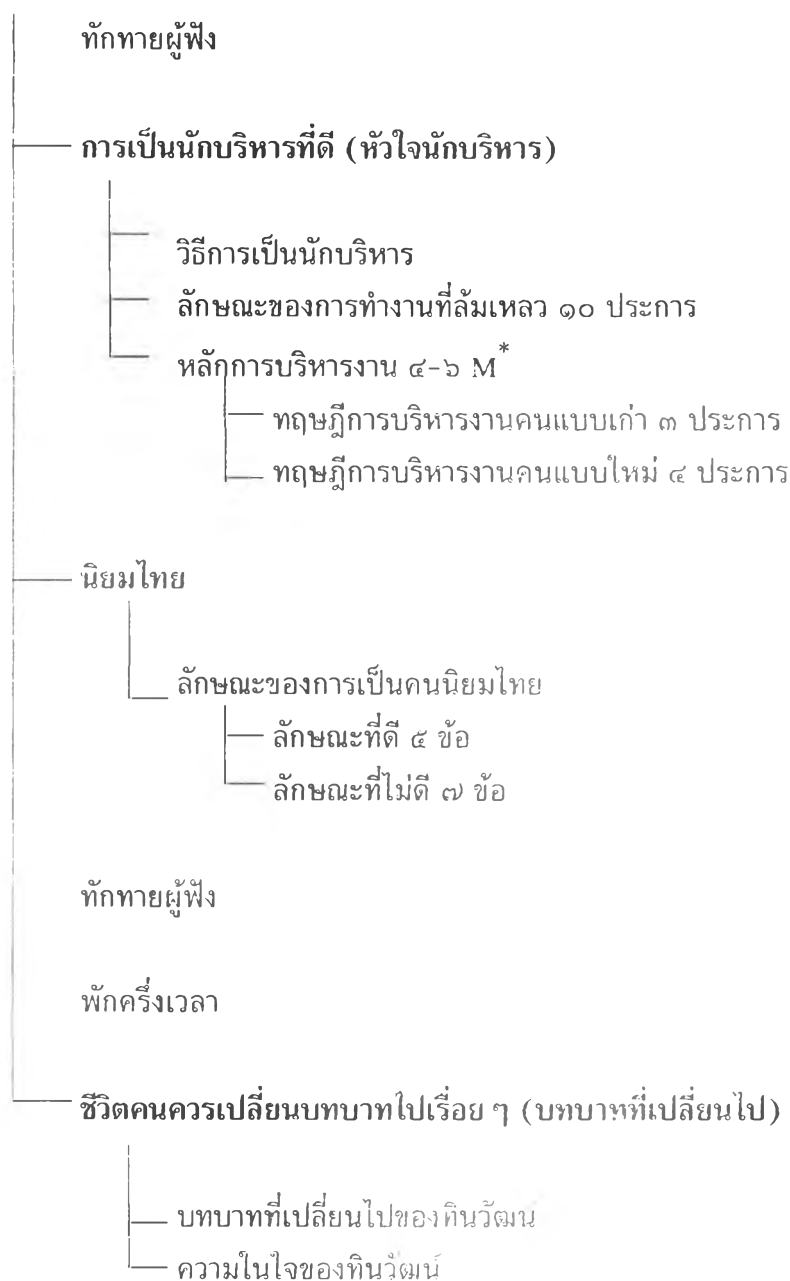 ทักทายผู้ฟัง
การเป็นนักบริหารที่ดี (หัวใจนักบริหาร)
วิธีการเป็นนักบริหาร
ลักษณะของการทำงานที่ล้มเหลว ๑๐ ประการ
หลักการบริหารงาน ๔-๖ M*
ทฤษฎีการบริหารงานคนแบบเก่า ๓ ประการ
ทฤษฎีการบริหารงานคนแบบใหม่ ๔ ประการ
นิยมไทย
ลักษณะของการเป็นคนนิยมไทย
ลักษณะที่ดี ๕ ข้อ
ลักษณะที่ไม่ดี ๗ ข้อ
ทักทายผู้ฟัง
พักครึ่งเวลา
ชีวิตคนควรเปลี่ยนบทบาทไปเรื่อย ๆ (บทบาทที่เปลี่ยนไป)
บทบาทที่เปลี่ยนไปของทินวัฒน์
ความในใจของทินวัฒน์